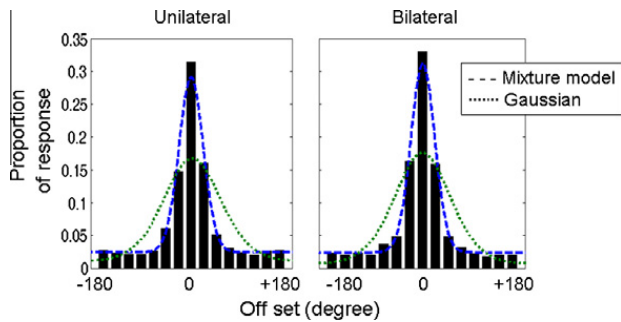 Unilateral
Bilateral
Proportion
of response
0.35
0.3
0.25
0.2
0.15
0.1
0.05
0
-180
0
+180
-180
0
+180
Off set (degree)
Mixture model
Gaussian